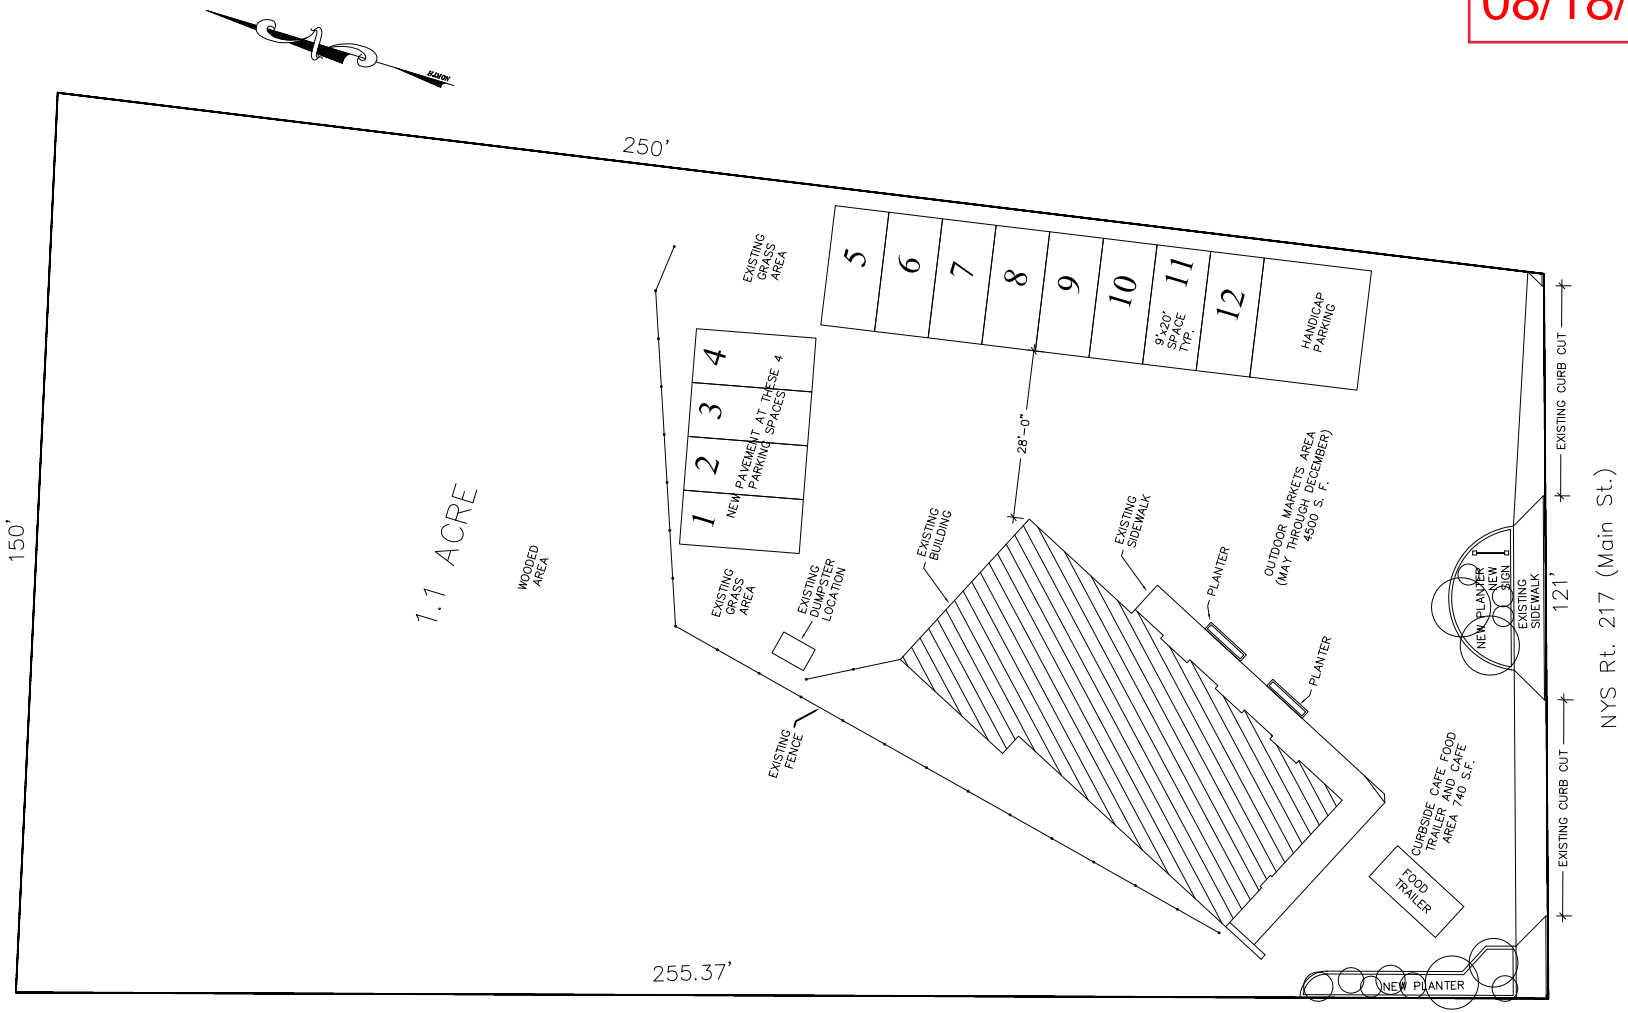 08/18/
NORTH
250'
150'
1.1 ACRE
WOODED
AREA
EXISTING
GRASS
AREA
5
6
7
8
9
10
11
9'x20'
SPACE
TYP.
12
HANDICAP
PARKING
4
3
2
1
NEW PAVEMENT AT THESE 4
PARKING SPACES
28'-0"
EXISTING
GRASS
AREA
EXISTING
DUMPSTER
LOCATION
EXISTING
BUILDING
EXISTING
SIDEWALK
PLANTER
OUTDOOR MARKETS AREA
(MAY THROUGH DECEMBER)
4500 S. F.
PLANTER
EXISTING
FENCE
EXISTING CURB CUT
NEW PLANTER
NEW
SIGN
EXISTING
SIDEWALK
121'
NYS Rt. 217 (Main St.)
EXISTING CURB CUT
CURBSIDE CAFE FOOD
TRAILER AND CAFE
AREA 740 S.F.
FOOD
TRAILER
NEW PLANTER
255.37'